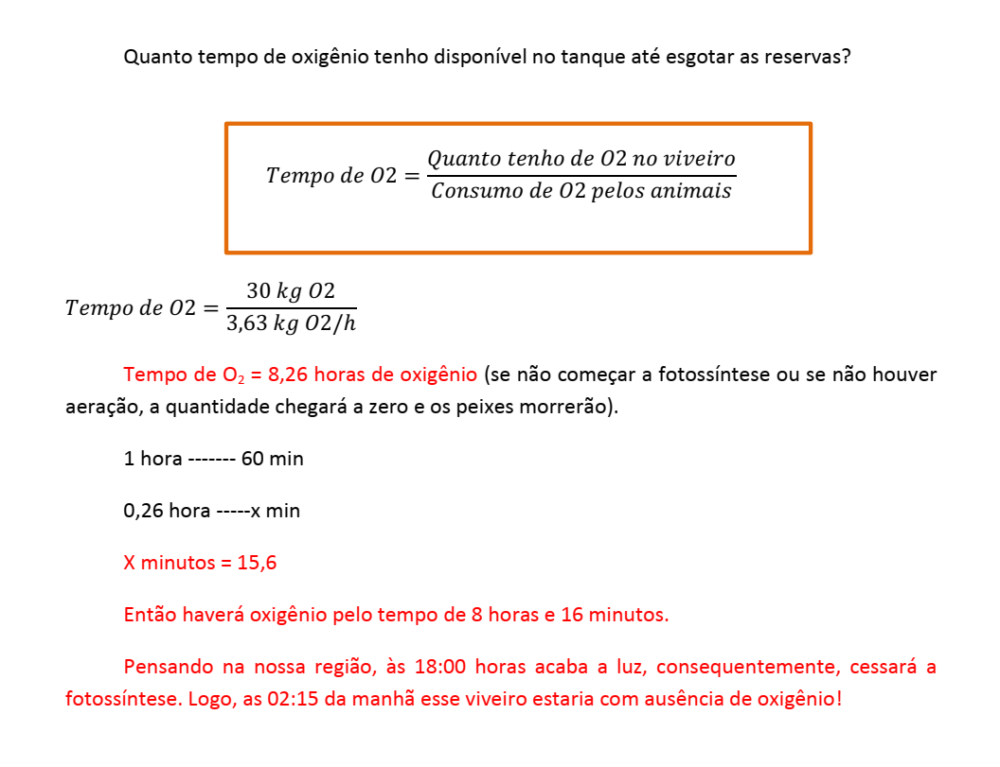 Quanto tempo de oxigênio tenho disponível no tanque até esgotar as reservas?
Tempo de O2 = Quanto tenho de O2 no viveiro / Consumo de O2 pelos animais
Tempo de O2 = 30 kg O2 / 3,63 kg O2/h
Tempo de O₂ = 8,26 horas de oxigênio (se não começar a fotossíntese ou se não houver
aeração, a quantidade chegará a zero e os peixes morrerão).
1 hora ------- 60 min
0,26 hora -----x min
X minutos = 15,6
Então haverá oxigênio pelo tempo de 8 horas e 16 minutos.
Pensando na nossa região, às 18:00 horas acaba a luz, consequentemente, cessará a
fotossíntese. Logo, as 02:15 da manhã esse viveiro estaria com ausência de oxigênio!